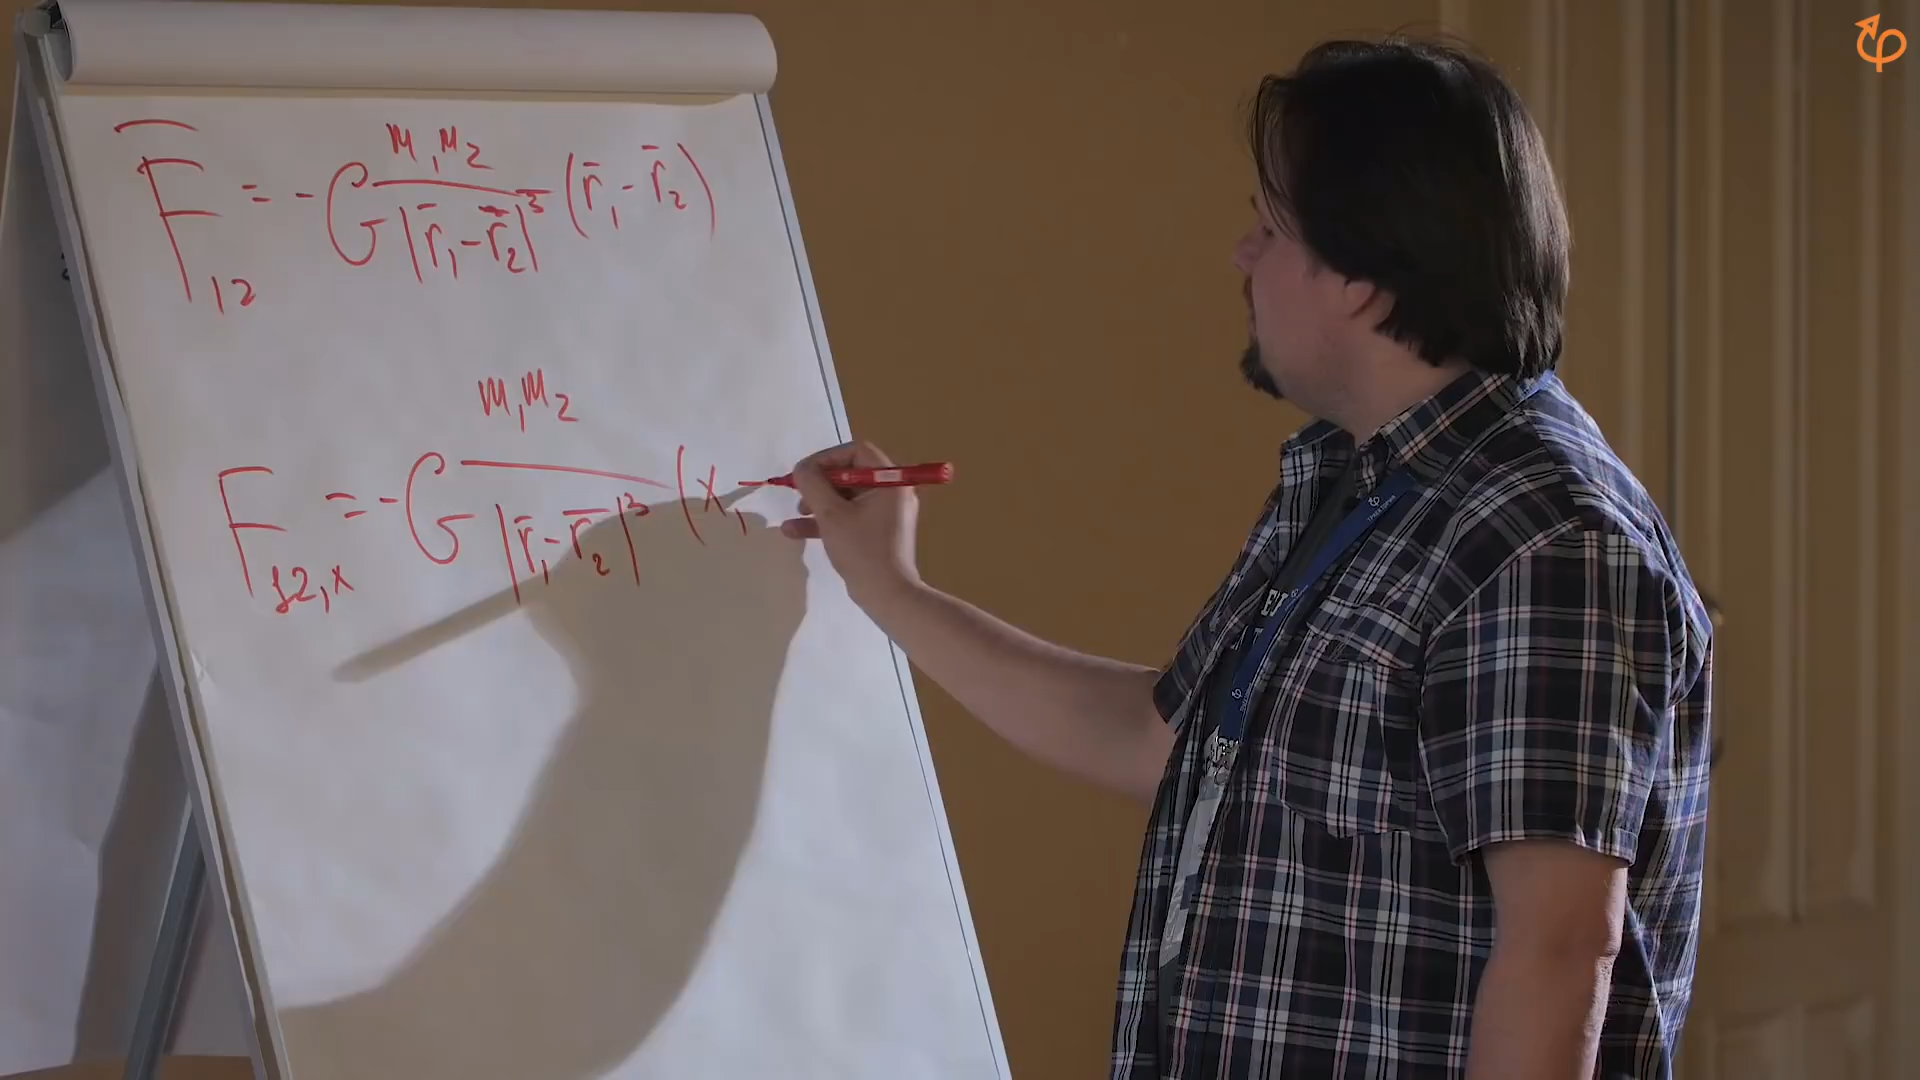 F̄₁₂ = - G m₁m₂ / |r̄₁ - r̄₂|³ (r̄₁ - r̄₂)
F₁₂,ₓ = - G m₁m₂ / |r̄₁ - r̄₂|³ (x₁ -